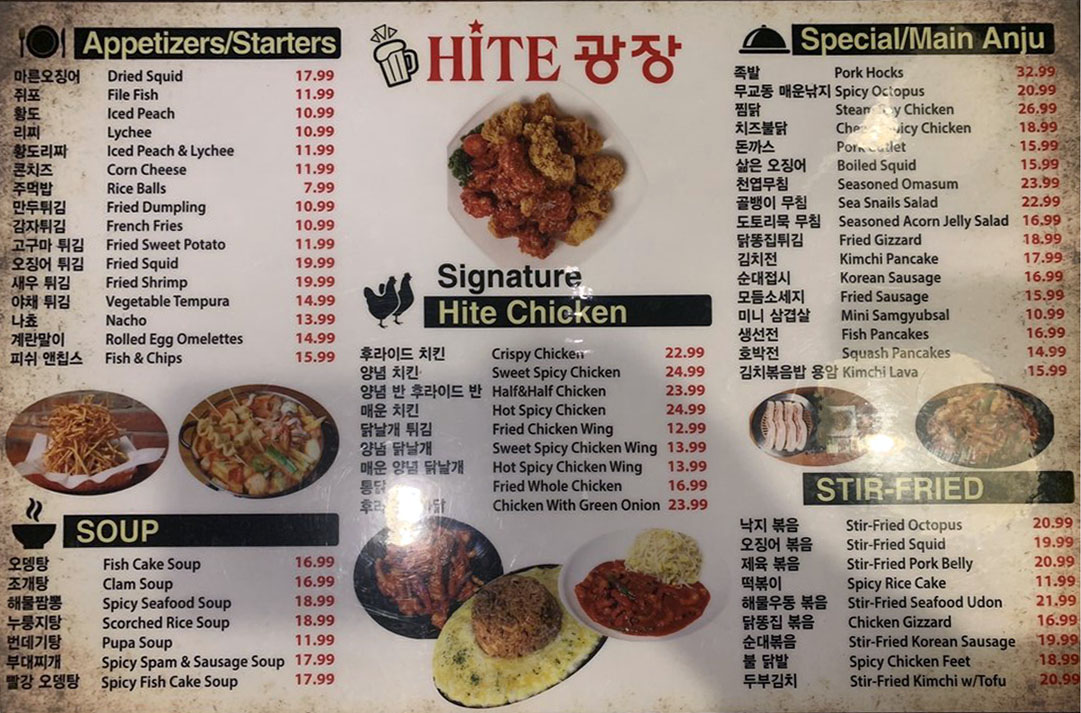 Appetizers/Starters
마른오징어 Dried Squid 17.99
쥐포 File Fish 11.99
황도 Iced Peach 10.99
리찌 Lychee 10.99
황도리찌 Iced Peach & Lychee 11.99
콘치즈 Corn Cheese 11.99
주먹밥 Rice Balls 7.99
만두튀김 Fried Dumpling 10.99
감자튀김 French Fries 10.99
고구마 튀김 Fried Sweet Potato 11.99
오징어 튀김 Fried Squid 19.99
새우 튀김 Fried Shrimp 19.99
야채 튀김 Vegetable Tempura 14.99
나쵸 Nacho 13.99
계란말이 Rolled Egg Omelettes 14.99
피쉬 앤칩스 Fish & Chips 15.99
SOUP
오뎅탕 Fish Cake Soup 16.99
조개탕 Clam Soup 16.99
해물짬뽕 Spicy Seafood Soup 18.99
누룽지탕 Scorched Rice Soup 18.99
번데기탕 Pupa Soup 11.99
부대찌개 Spicy Spam & Sausage Soup 17.99
빨강 오뎅탕 Spicy Fish Cake Soup 17.99
HITE 광장
Signature
Hite Chicken
후라이드 치킨 Crispy Chicken 22.99
양념 치킨 Sweet Spicy Chicken 24.99
양념 반 후라이드 반 Half&Half Chicken 23.99
매운 치킨 Hot Spicy Chicken 24.99
닭날개 튀김 Fried Chicken Wing 12.99
양념 닭날개 Sweet Spicy Chicken Wing 13.99
매운 양념 닭날개 Hot Spicy Chicken Wing 13.99
통닭 Fried Whole Chicken 16.99
Chicken With Green Onion 23.99
Special/Main Anju
족발 Pork Hocks 32.99
무교동 매운낚지 Spicy Octopus 20.99
찜닭 Chicken 26.99
치즈불닭 Chicken 18.99
돈까스 Pork Cutlet 15.99
삶은 오징어 Boiled Squid 15.99
천엽무침 Seasoned Omasum 23.99
골뱅이 무침 Sea Snails Salad 22.99
도토리묵 무침 Seasoned Acorn Jelly Salad 16.99
닭똥집튀김 Fried Gizzard 18.99
김치전 Kimchi Pancake 17.99
순대접시 Korean Sausage 16.99
모듬소세지 Fried Sausage 15.99
미니 삼겹살 Mini Samgyubsal 10.99
생선전 Fish Pancakes 16.99
호박전 Squash Pancakes 14.99
김치볶음밥 용암 Kimchi Lava 15.99
STIR-FRIED
낙지 볶음 Stir-Fried Octopus 20.99
오징어 볶음 Stir-Fried Squid 19.99
제육 볶음 Stir-Fried Pork Belly 20.99
떡볶이 Spicy Rice Cake 11.99
해물우동 볶음 Stir-Fried Seafood Udon 21.99
닭똥집 볶음 Chicken Gizzard 16.99
순대볶음 Stir-Fried Korean Sausage 19.99
불 닭발 Spicy Chicken Feet 18.99
두부김치 Stir-Fried Kimchi w/Tofu 20.99